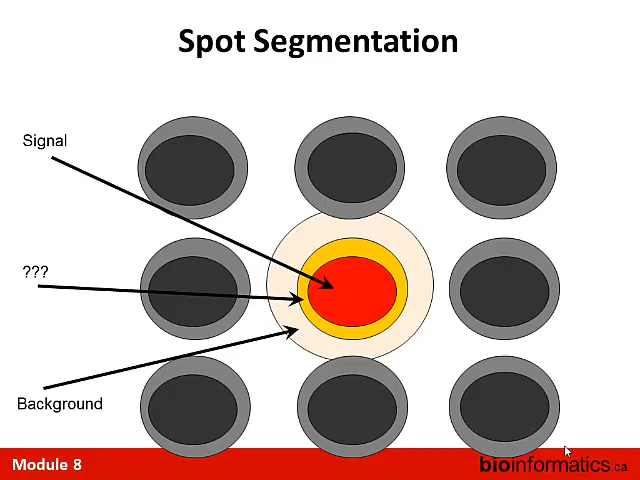 Spot Segmentation
Signal
???
Background
Module 8
bioinformatics.ca